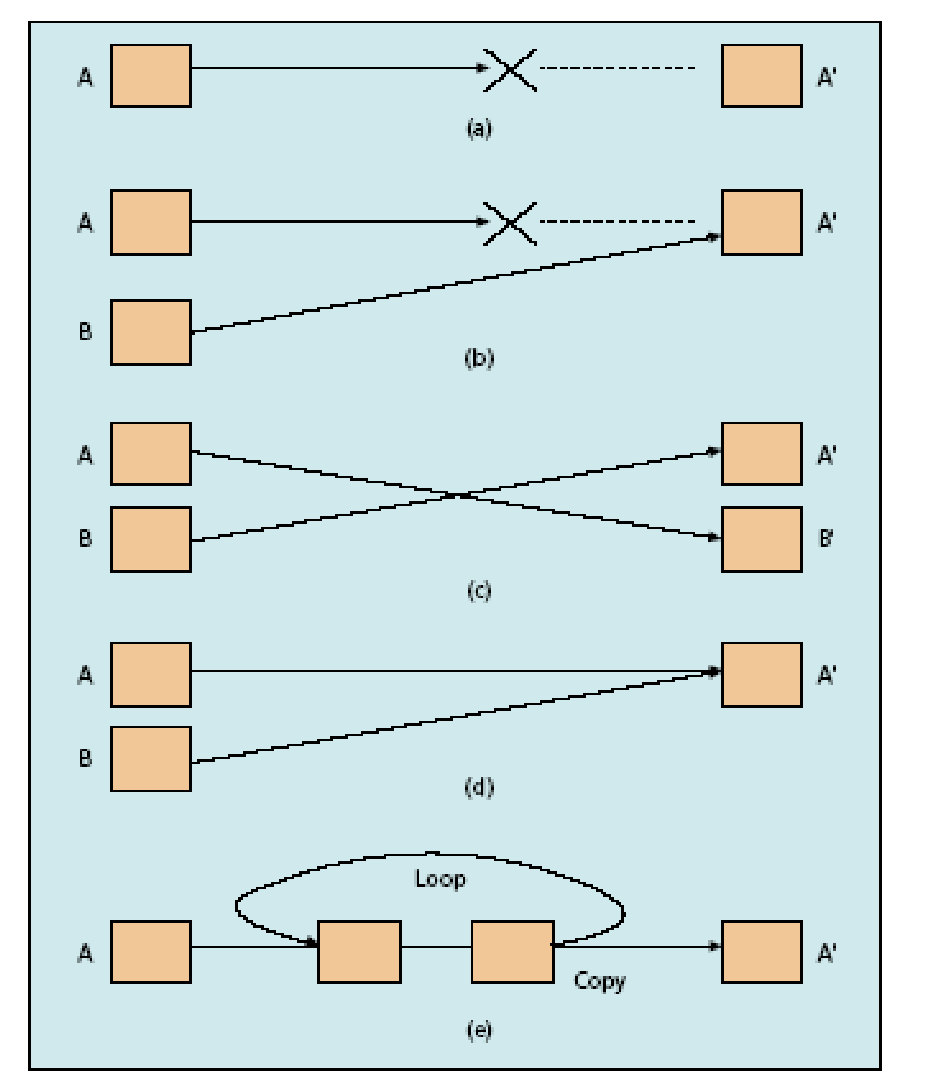 A A'
(a)
A A'
B
(b)
A A'
B B'
(c)
A A'
B
(d)
Loop
A A'
Copy
(e)